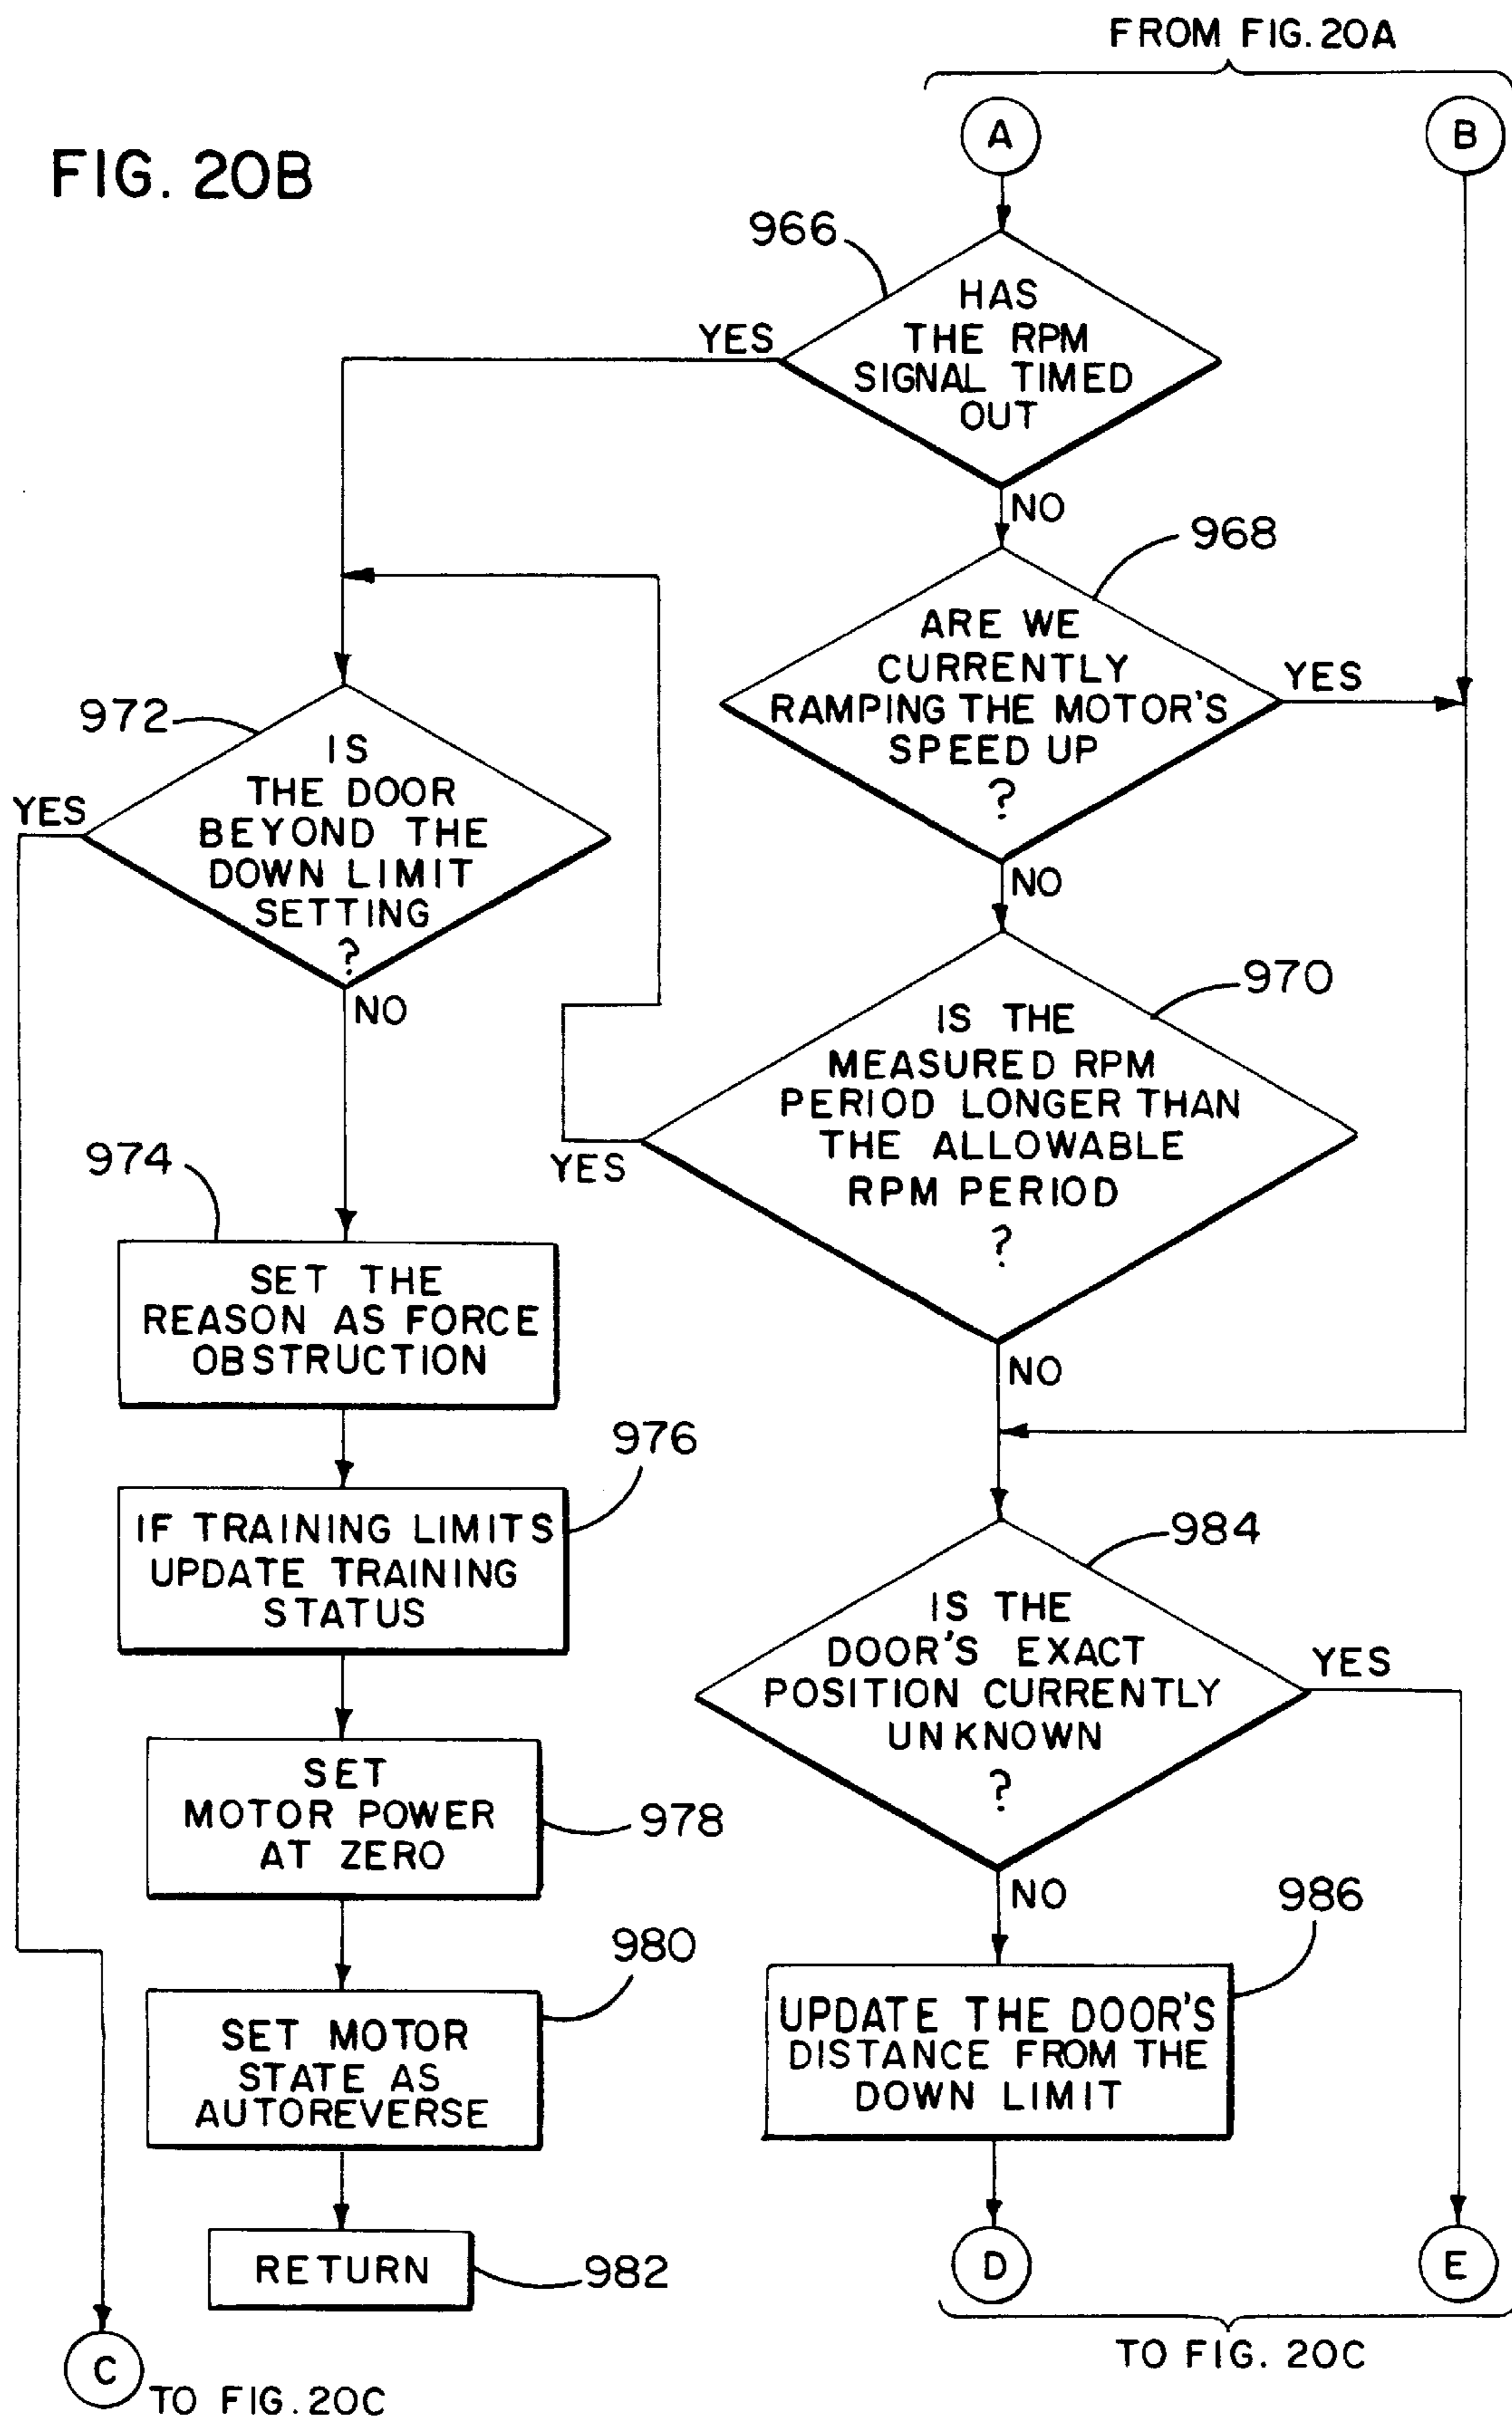 FROM FIG. 20A
FIG. 20B
A
B
966
HAS
THE RPM
SIGNAL TIMED
OUT
YES
NO
968
ARE WE
CURRENTLY
RAMPING THE MOTOR'S
SPEED UP
?
YES
NO
972
IS
THE DOOR
BEYOND THE
DOWN LIMIT
SETTING
?
YES
NO
970
IS THE
MEASURED RPM
PERIOD LONGER THAN
THE ALLOWABLE
RPM PERIOD
?
YES
NO
974
SET THE
REASON AS FORCE
OBSTRUCTION
976
IF TRAINING LIMITS
UPDATE TRAINING
STATUS
984
IS THE
DOOR'S EXACT
POSITION CURRENTLY
UNKNOWN
?
YES
NO
SET
MOTOR POWER
AT ZERO
978
980
SET MOTOR
STATE AS
AUTOREVERSE
986
UPDATE THE DOOR'S
DISTANCE FROM THE
DOWN LIMIT
RETURN
982
D
E
TO FIG. 20C
C
TO FIG. 20C